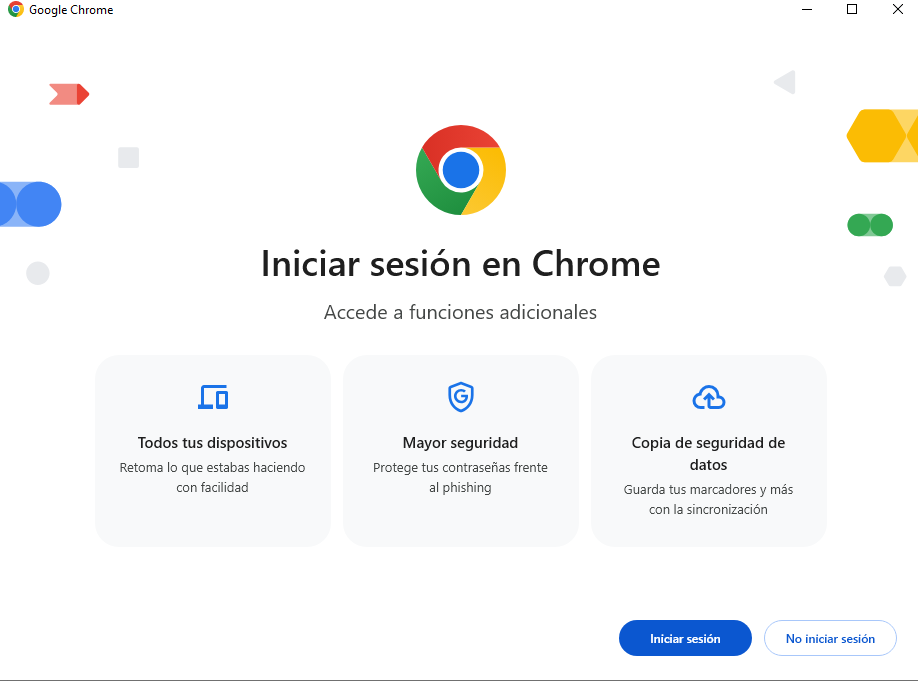 Google Chrome
Iniciar sesión en Chrome
Accede a funciones adicionales
Todos tus dispositivos
Retoma lo que estabas haciendo
con facilidad
Mayor seguridad
Protege tus contraseñas frente
al phishing
Copia de seguridad de
datos
Guarda tus marcadores y más
con la sincronización
Iniciar sesión
No iniciar sesión